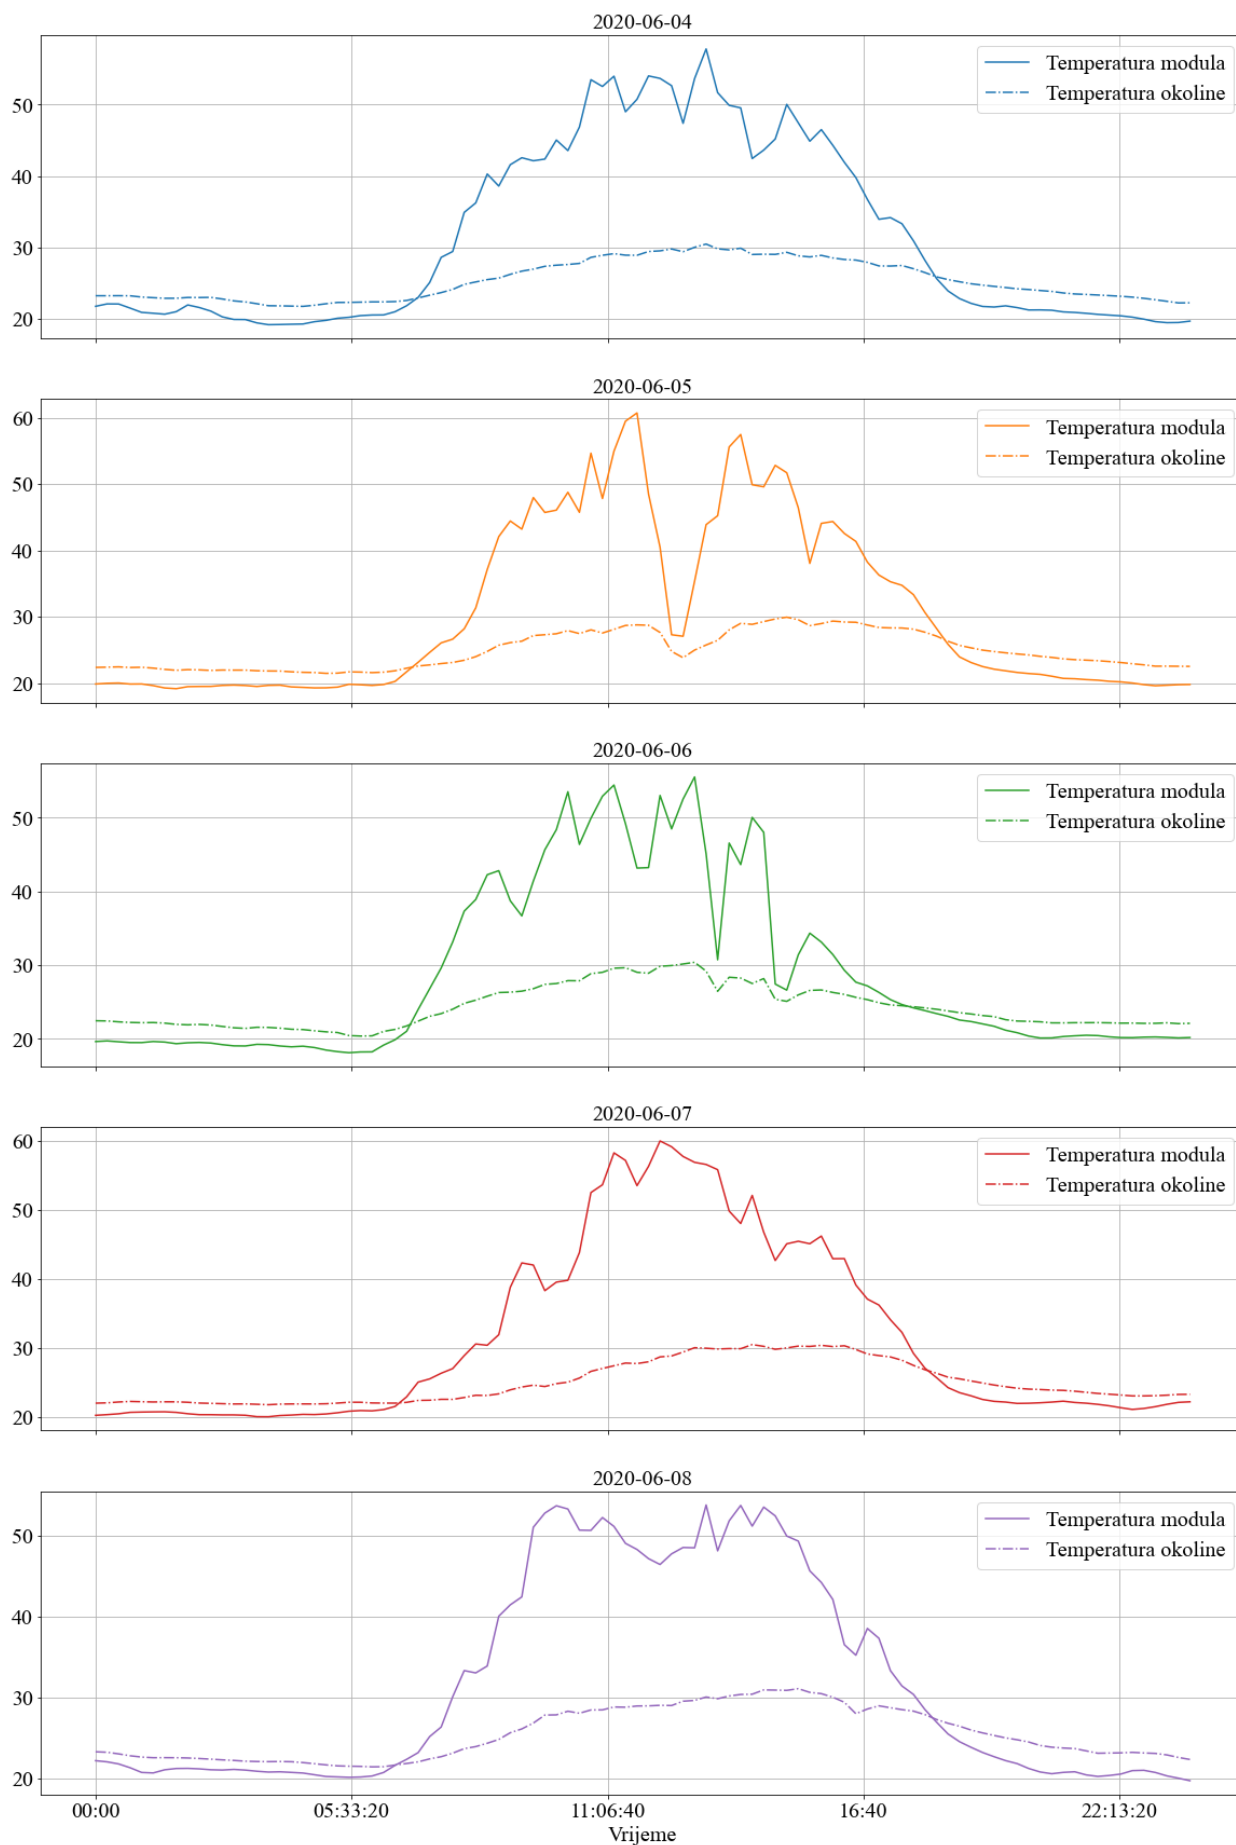 2020-06-04
Temperatura modula
Temperatura okoline
50
40
30
20
2020-06-05
Temperatura modula
Temperatura okoline
60
50
40
30
20
2020-06-06
Temperatura modula
Temperatura okoline
50
40
30
20
2020-06-07
Temperatura modula
Temperatura okoline
60
50
40
30
20
2020-06-08
Temperatura modula
Temperatura okoline
50
40
30
20
00:00 05:33:20 11:06:40 16:40 22:13:20
Vrijeme